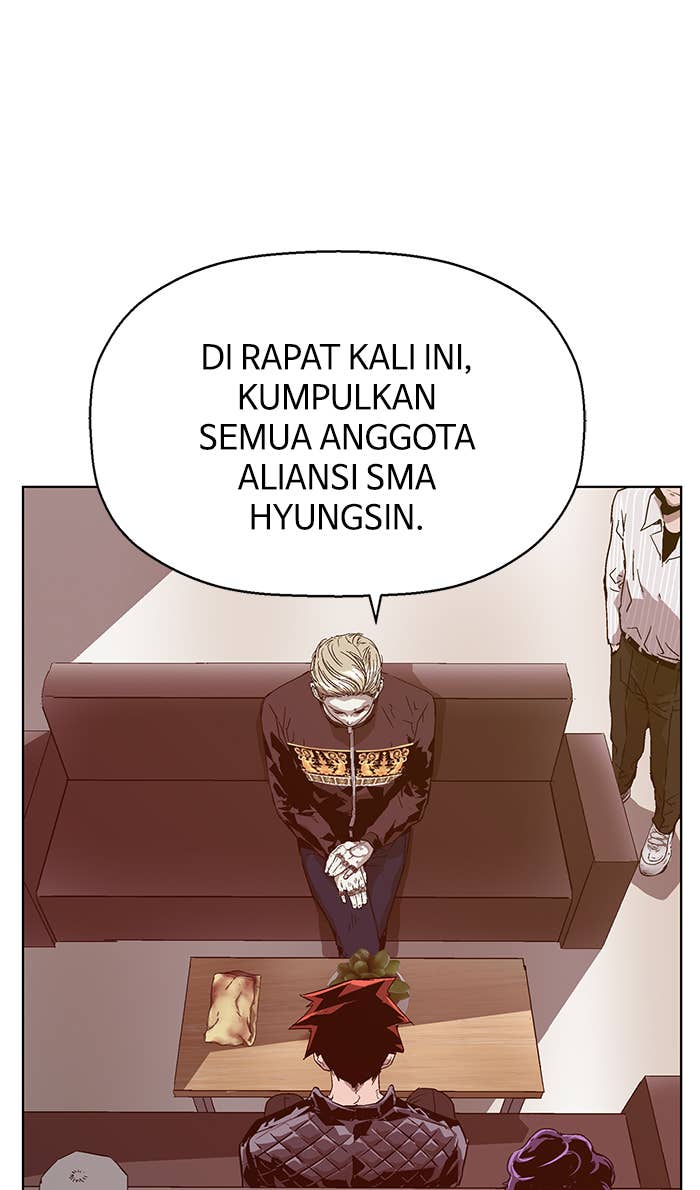 DI RAPAT KALI INI,
KUMPULKAN
SEMUA ANGGOTA
ALIANSI SMA
HYUNGSIN.